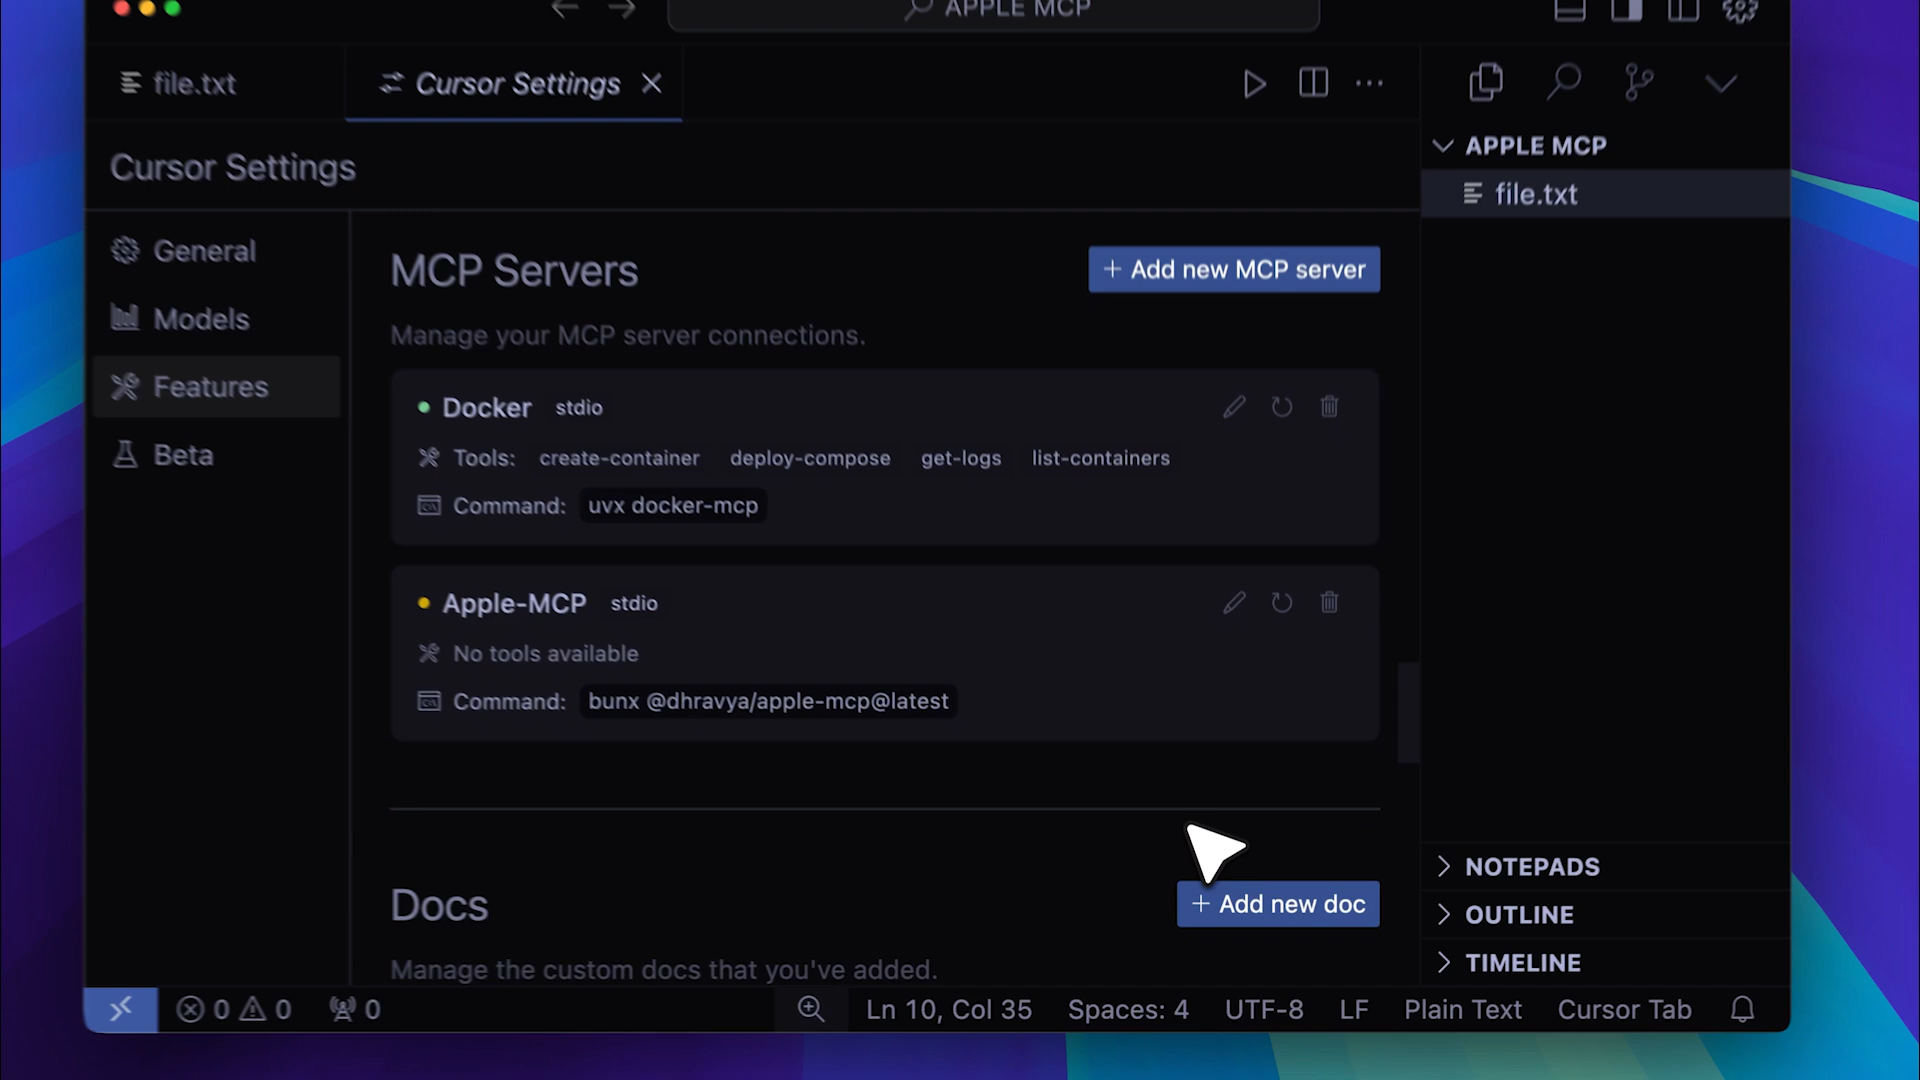 APPLE MCP
file.txt
Cursor Settings
APPLE MCP
file.txt
Cursor Settings
General
Models
Features
Beta
MCP Servers
+ Add new MCP server
Manage your MCP server connections.
Docker stdio
Tools: create-container deploy-compose get-logs list-containers
Command: uvx docker-mcp
Apple-MCP stdio
No tools available
Command: bunx @dhravya/apple-mcp@latest
Docs
+ Add new doc
Manage the custom docs that you've added.
NOTEPADS
OUTLINE
TIMELINE
0 0 0
Ln 10, Col 35 Spaces: 4 UTF-8 LF Plain Text Cursor Tab